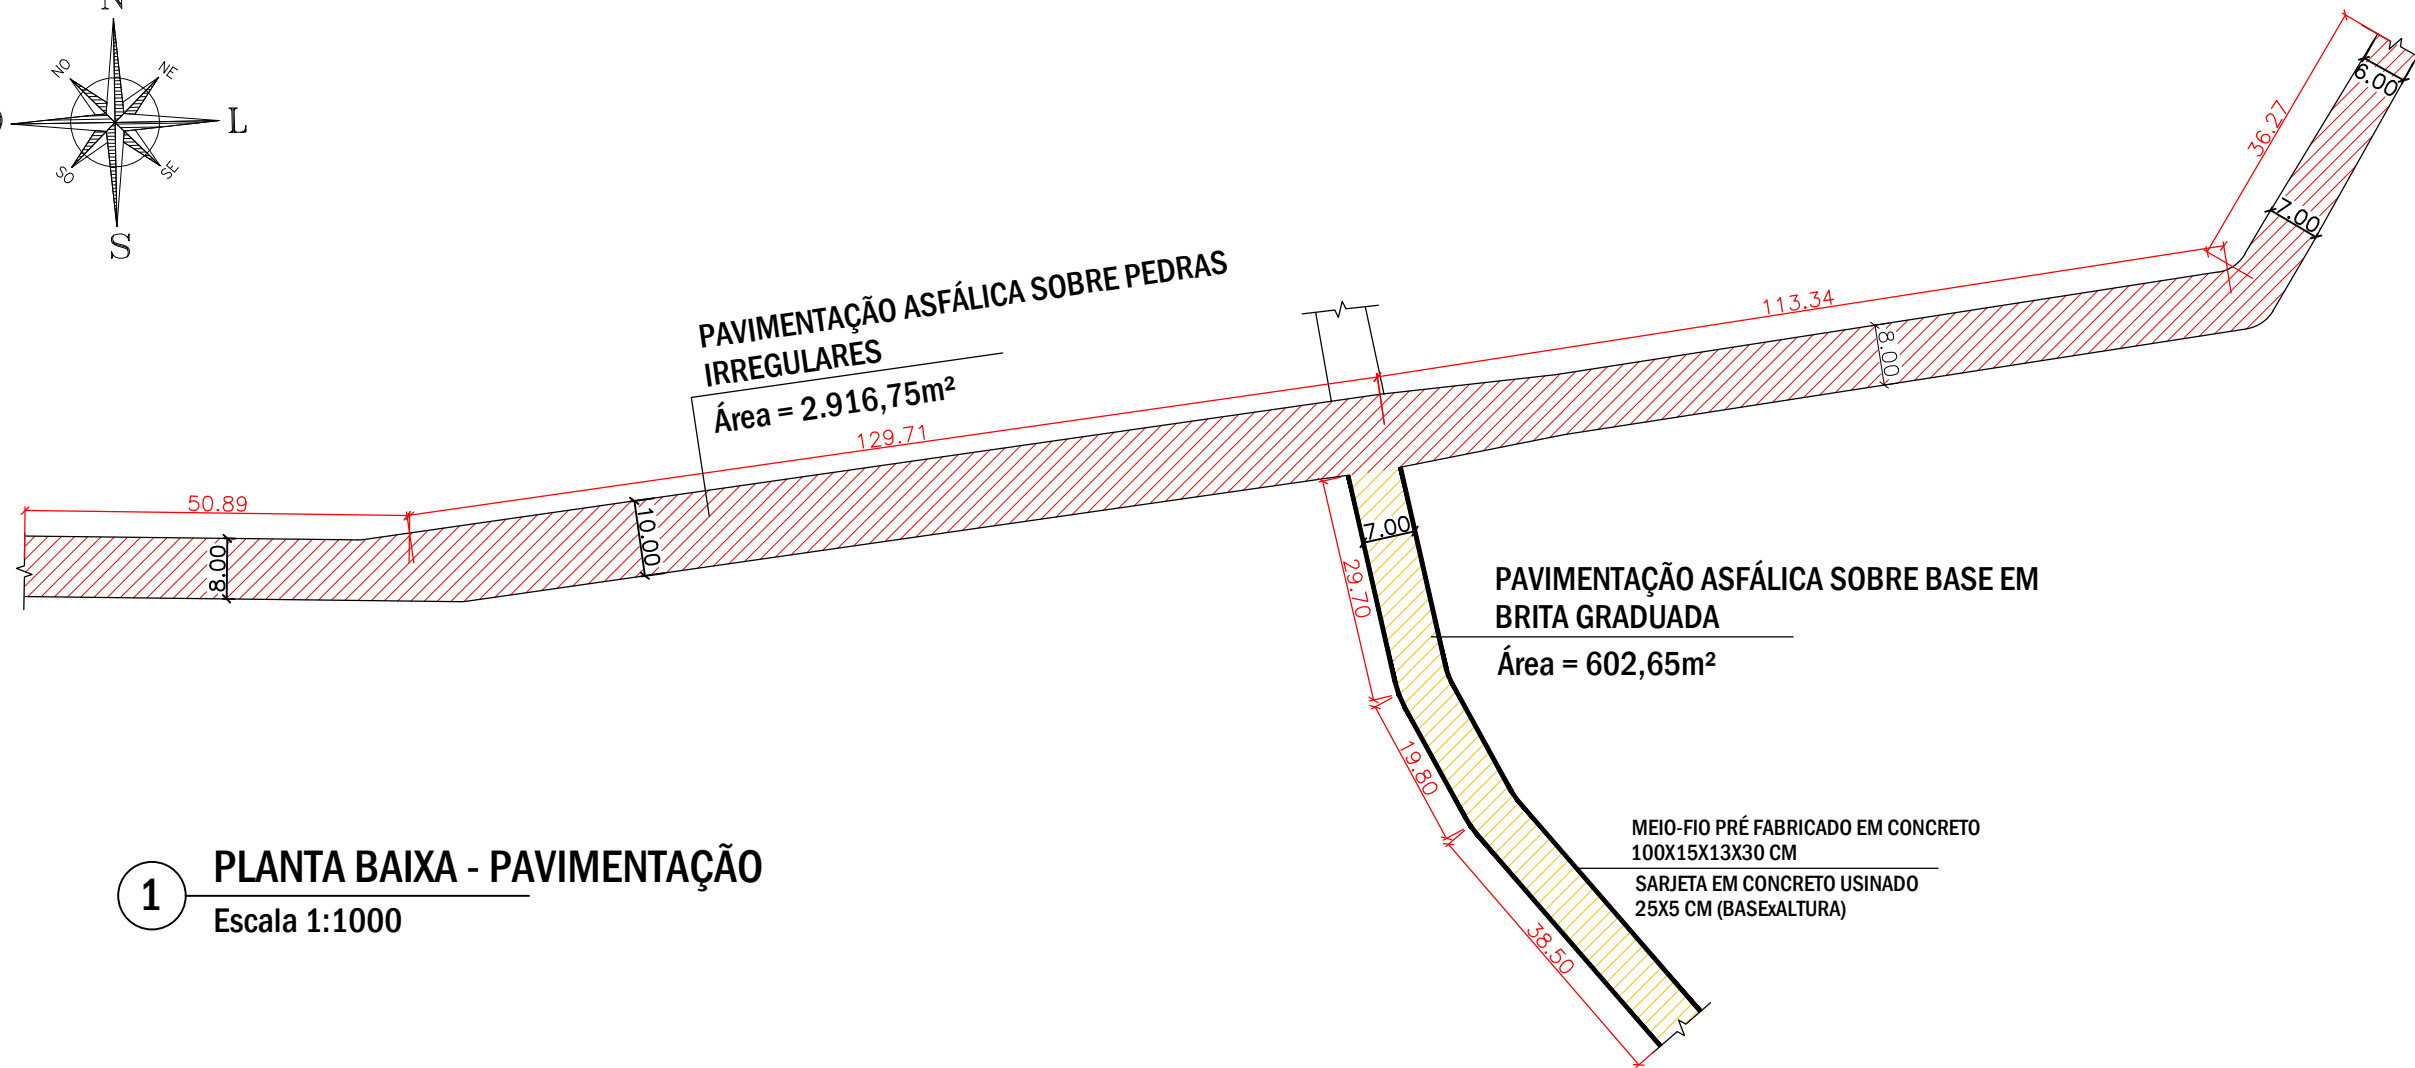 N
NO
NE
L
SO
SE
S
6.00
36.27
7.00
PAVIMENTAÇÃO ASFÁLICA SOBRE PEDRAS
IRREGULARES
Área = 2.916,75m²
113.34
8.00
129.71
50.89
10.00
8.00
7.00
29.70
PAVIMENTAÇÃO ASFÁLICA SOBRE BASE EM
BRITA GRADUADA
Área = 602,65m²
19.80
MEIO-FIO PRÉ FABRICADO EM CONCRETO
100X15X13X30 CM
SARJETA EM CONCRETO USINADO
25X5 CM (BASExALTURA)
38.50
1
PLANTA BAIXA - PAVIMENTAÇÃO
Escala 1:1000